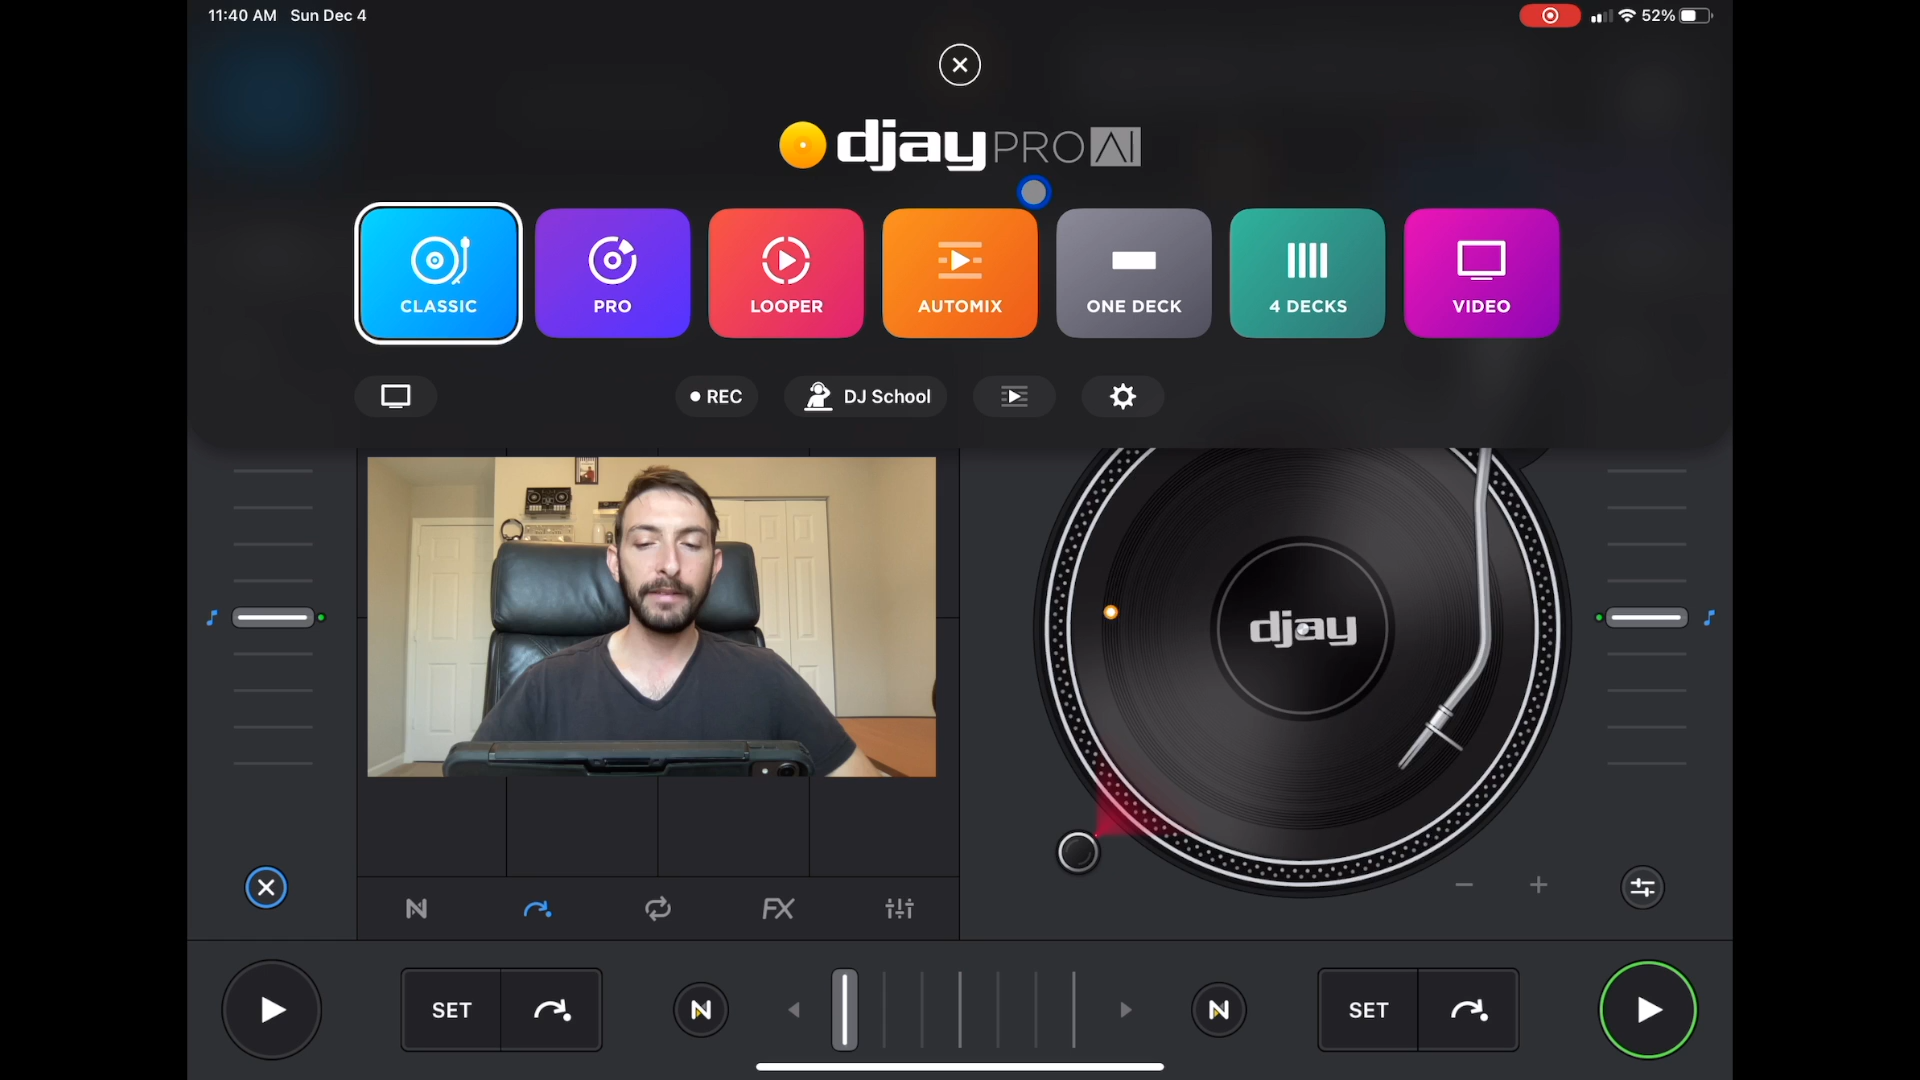 11:40 AM Sun Dec 4
52%
djay PRO AI
CLASSIC
PRO
LOOPER
AUTOMIX
ONE DECK
4 DECKS
VIDEO
REC
DJ School
djay
FX
SET
SET